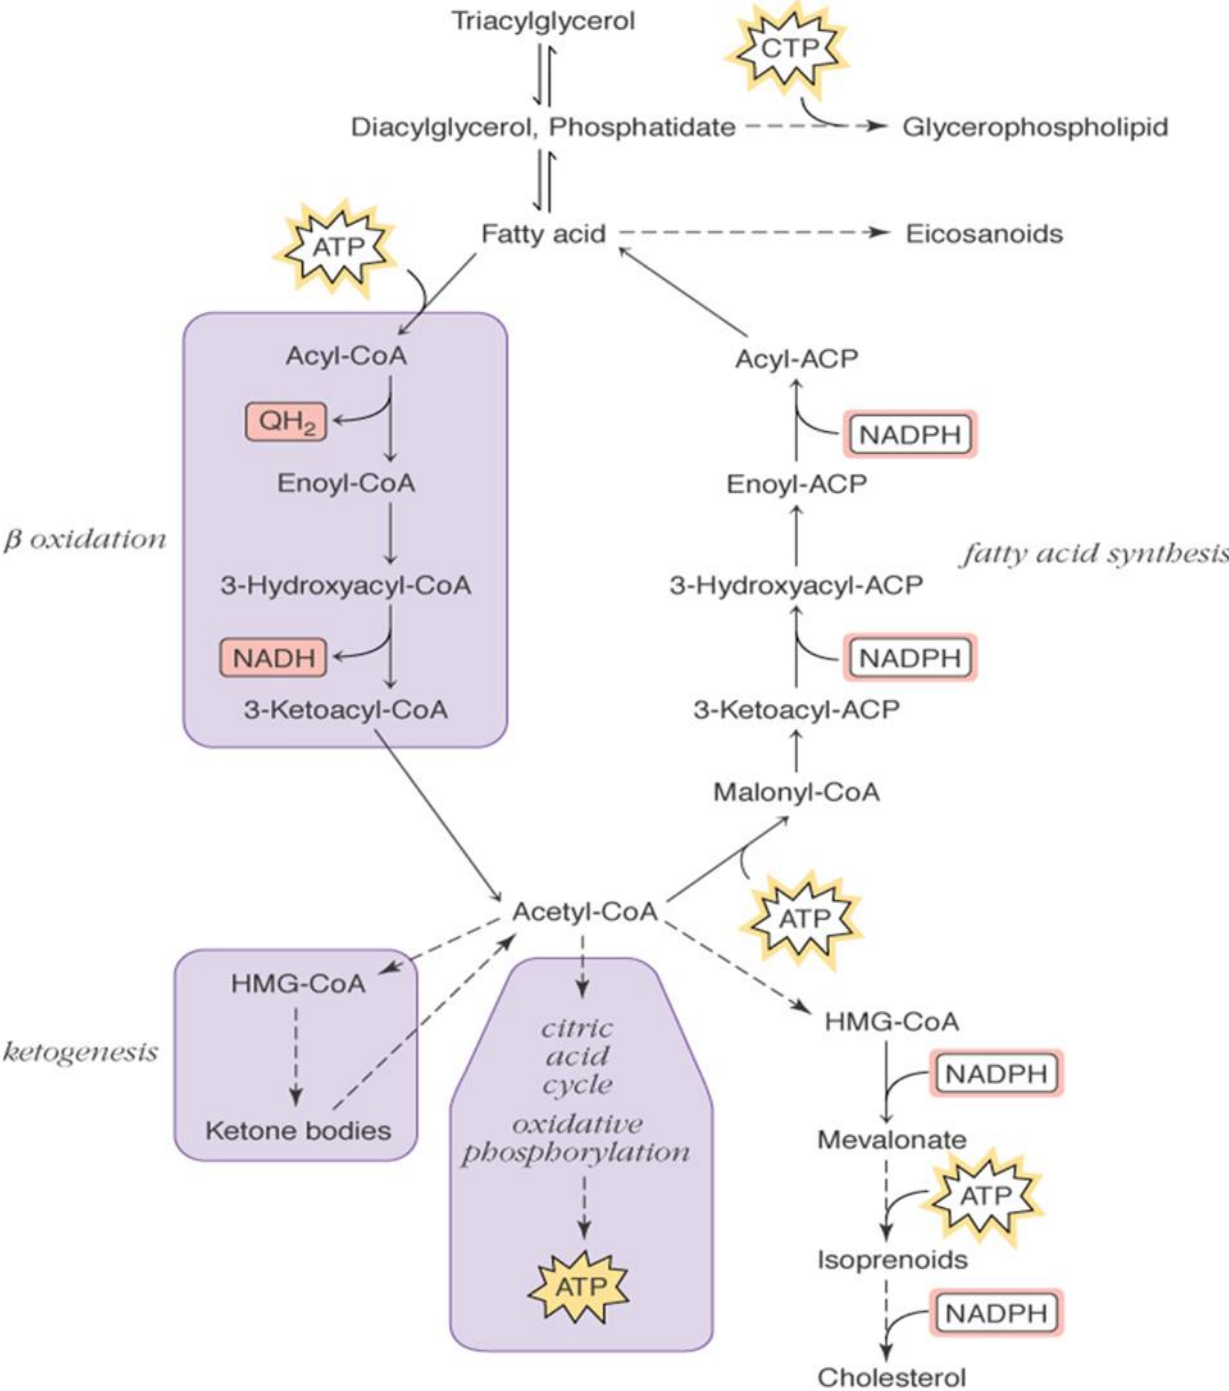 Triacylglycerol
CTP
Diacylglycerol, Phosphatidate
Glycerophospholipid
ATP
Fatty acid
Eicosanoids
Acyl-CoA
Acyl-ACP
QH₂
NADPH
Enoyl-CoA
Enoyl-ACP
β oxidation
fatty acid synthesis
3-Hydroxyacyl-CoA
3-Hydroxyacyl-ACP
NADH
NADPH
3-Ketoacyl-CoA
3-Ketoacyl-ACP
Malonyl-CoA
Acetyl-CoA
ATP
HMG-CoA
ketogenesis
Ketone bodies
citric
acid
cycle
oxidative
phosphorylation
ATP
HMG-CoA
NADPH
Mevalonate
ATP
Isoprenoids
NADPH
Cholesterol